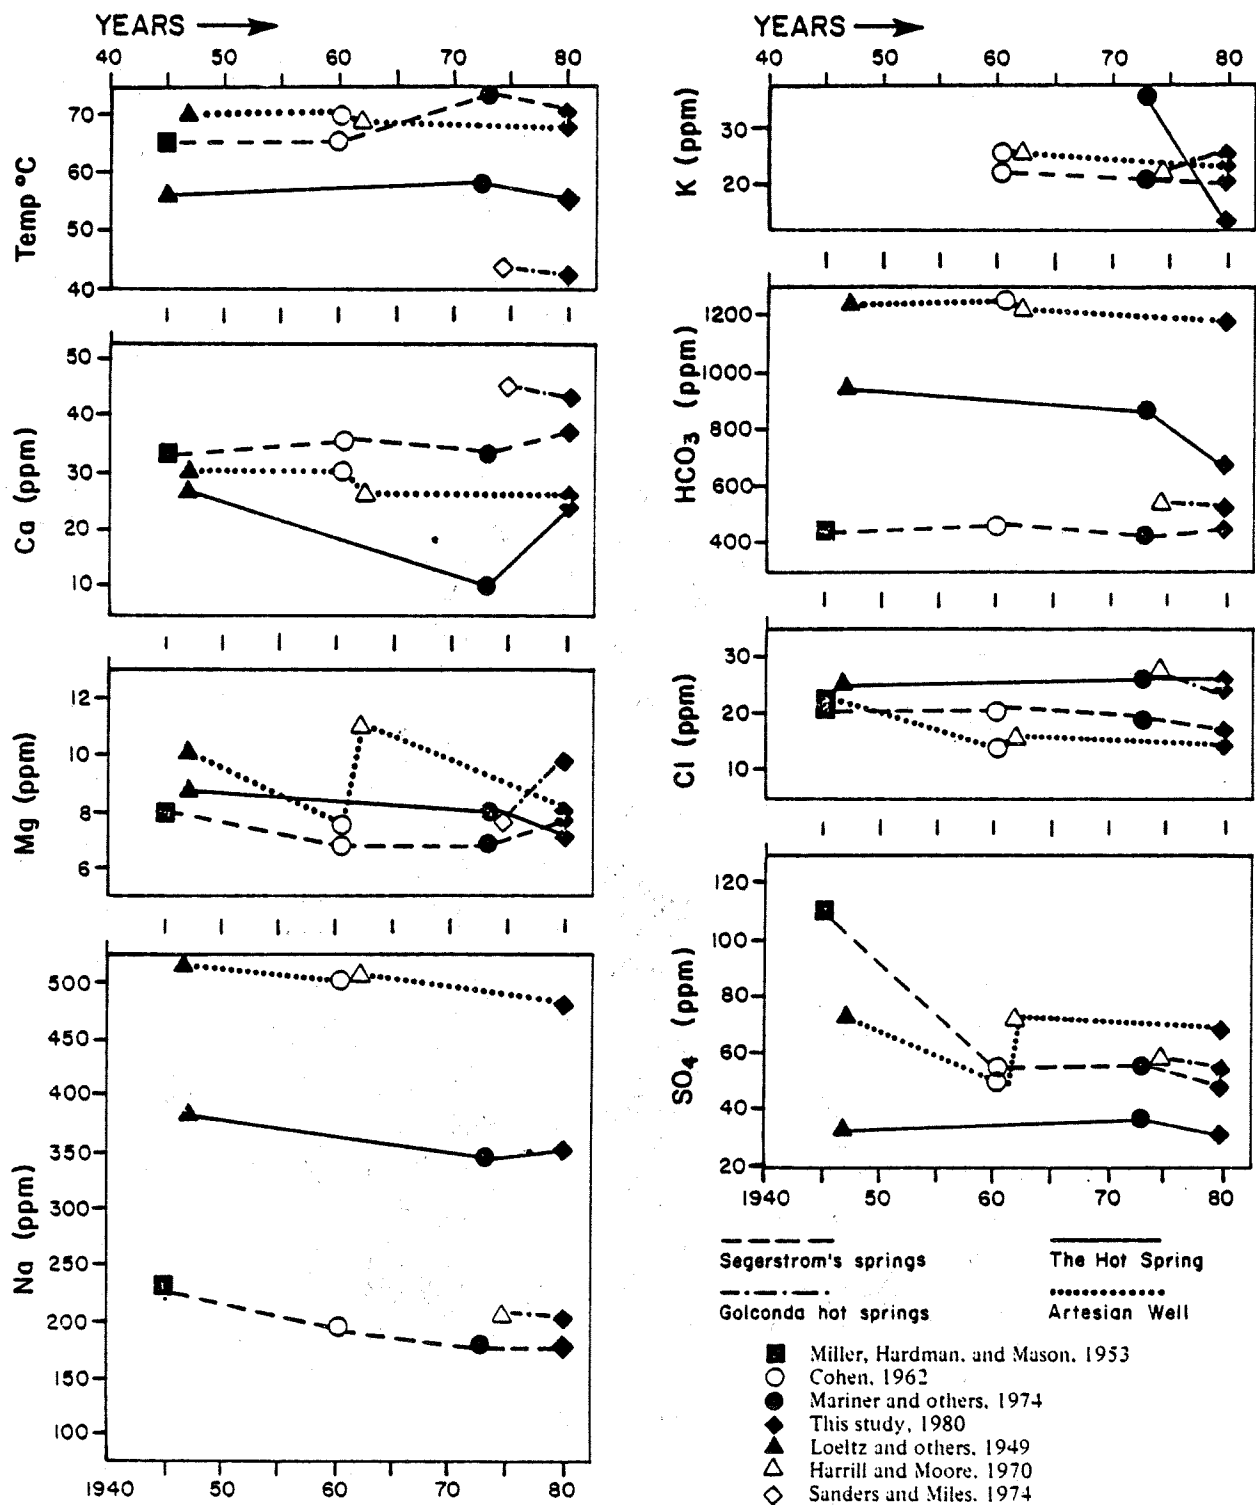 YEARS
40 50 60 70 80
Temp °C
70
60
50
40
Ca (ppm)
50
40
30
20
10
Mg (ppm)
12
10
8
6
Na (ppm)
500
450
400
350
300
250
200
150
100
1940 50 60 70 80
YEARS
40 50 60 70 80
K (ppm)
30
20
HCO₃ (ppm)
1200
1000
800
600
400
Cl (ppm)
30
20
10
SO₄ (ppm)
120
100
80
60
40
20
1940 50 60 70 80
Segerstrom's springs
The Hot Spring
Golconda hot springs
Artesian Well
Miller, Hardman, and Mason, 1953
Cohen, 1962
Mariner and others, 1974
This study, 1980
Loeltz and others, 1949
Harrill and Moore, 1970
Sanders and Miles, 1974